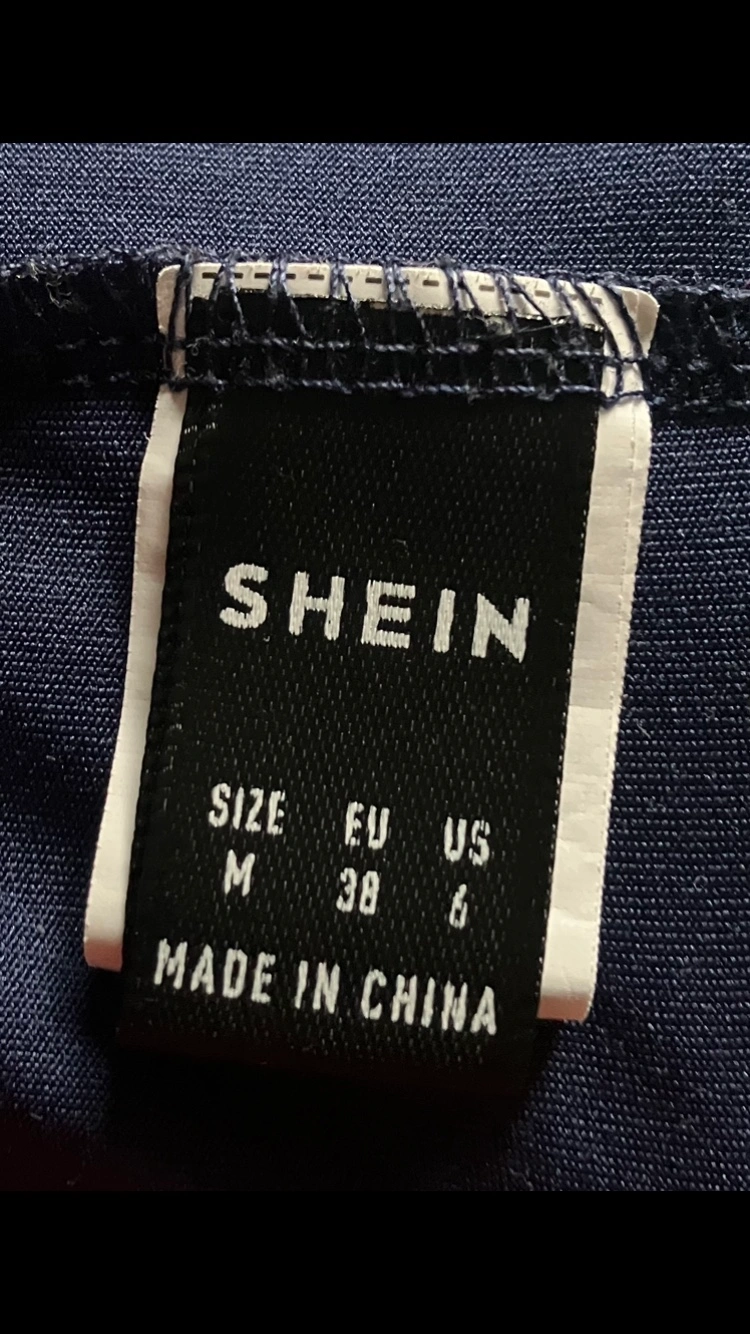 SHEIN
SIZE EU US
M 38 6
MADE IN CHINA